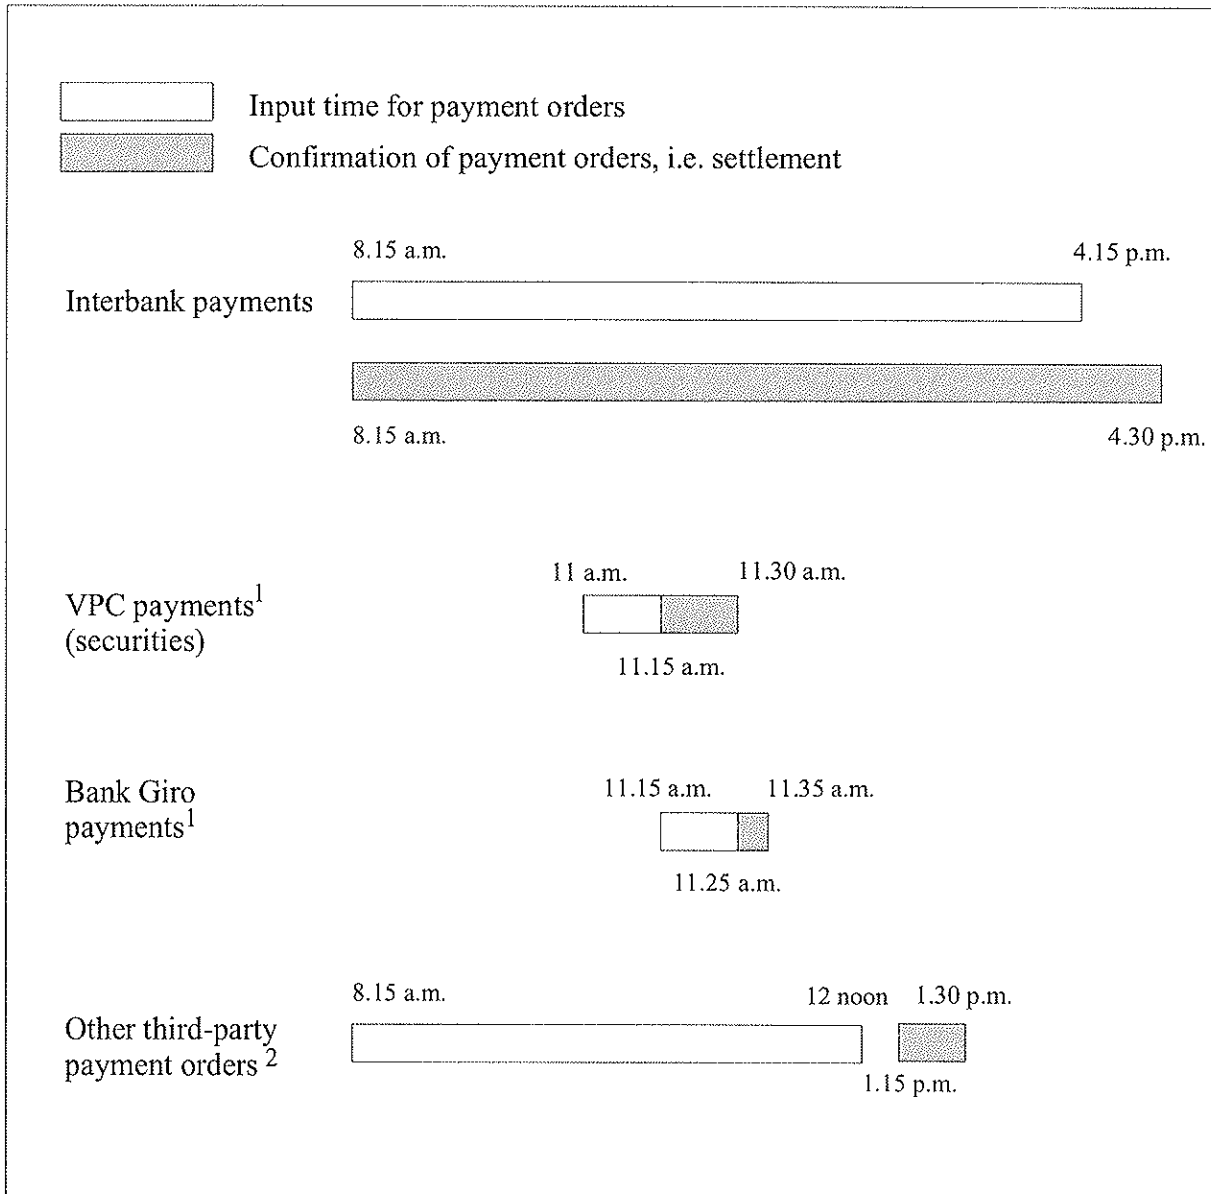 Input time for payment orders
Confirmation of payment orders, i.e. settlement
8.15 a.m. 4.15 p.m.
Interbank payments
8.15 a.m. 4.30 p.m.
11 a.m. 11.30 a.m.
VPC payments1
(securities)
11.15 a.m.
11.15 a.m. 11.35 a.m.
Bank Giro
payments1
11.25 a.m.
8.15 a.m. 12 noon 1.30 p.m.
Other third-party
payment orders 2
1.15 p.m.